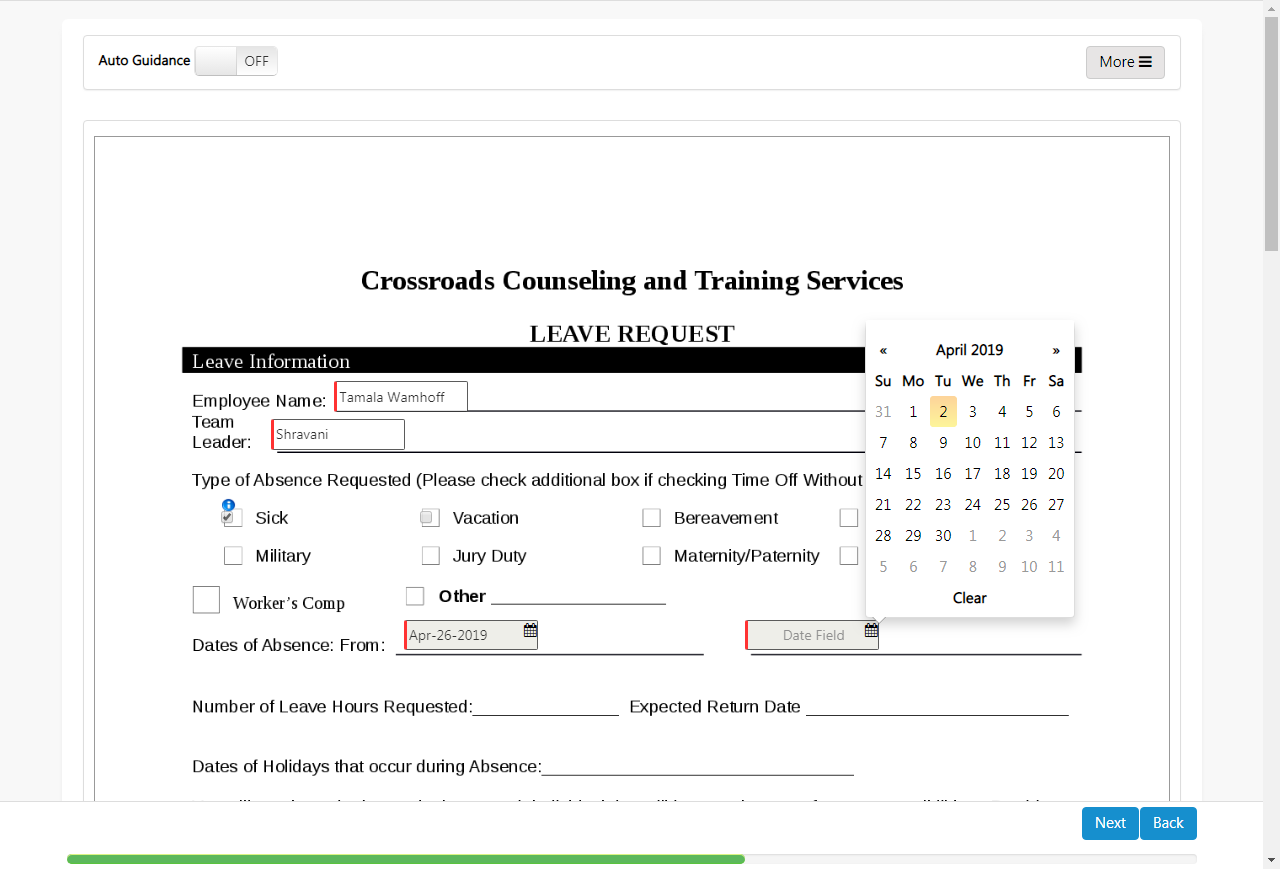 Auto Guidance OFF More
Crossroads Counseling and Training Services
LEAVE REQUEST
Leave Information
Employee Name: Tamala Wamhoff
Team
Leader: Shravani
Type of Absence Requested (Please check additional box if checking Time Off Without
Sick Vacation Bereavement
Military Jury Duty Maternity/Paternity
Worker's Comp Other
Dates of Absence: From: Apr-26-2019 Date Field
« April 2019 »
Su Mo Tu We Th Fr Sa
31 1 2 3 4 5 6
7 8 9 10 11 12 13
14 15 16 17 18 19 20
21 22 23 24 25 26 27
28 29 30 1 2 3 4
5 6 7 8 9 10 11
Clear
Number of Leave Hours Requested: Expected Return Date
Dates of Holidays that occur during Absence:
Next Back